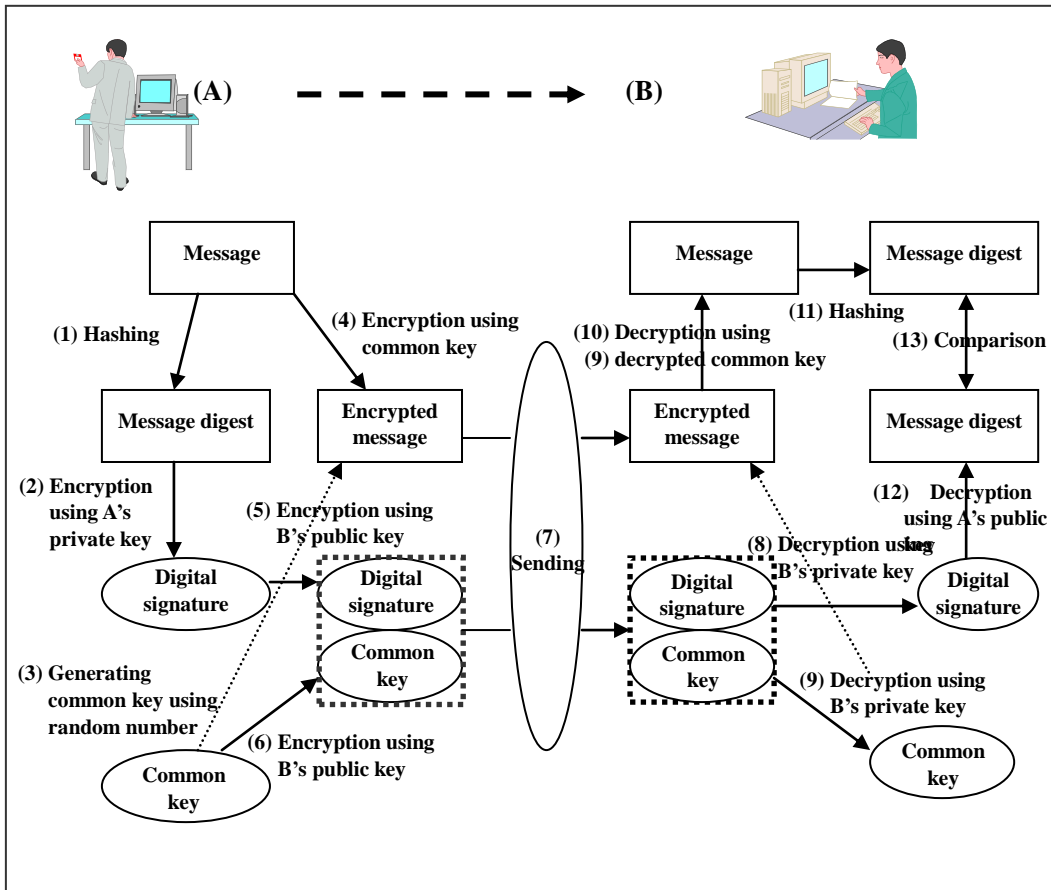 (A)
(B)
Message
Message
Message digest
(1) Hashing
(4) Encryption using
common key
(10) Decryption using
(9) decrypted common key
(11) Hashing
(13) Comparison
Message digest
Encrypted
message
Encrypted
message
Message digest
(2) Encryption
using A's
private key
(5) Encryption using
B's public key
(7)
Sending
(8) Decryption using
B's private key
(12) Decryption
using A's public
key
Digital
signature
Digital
signature
Digital
signature
Digital
signature
Common
key
Common
key
(3) Generating
common key using
random number
(6) Encryption using
B's public key
(9) Decryption using
B's private key
Common
key
Common
key